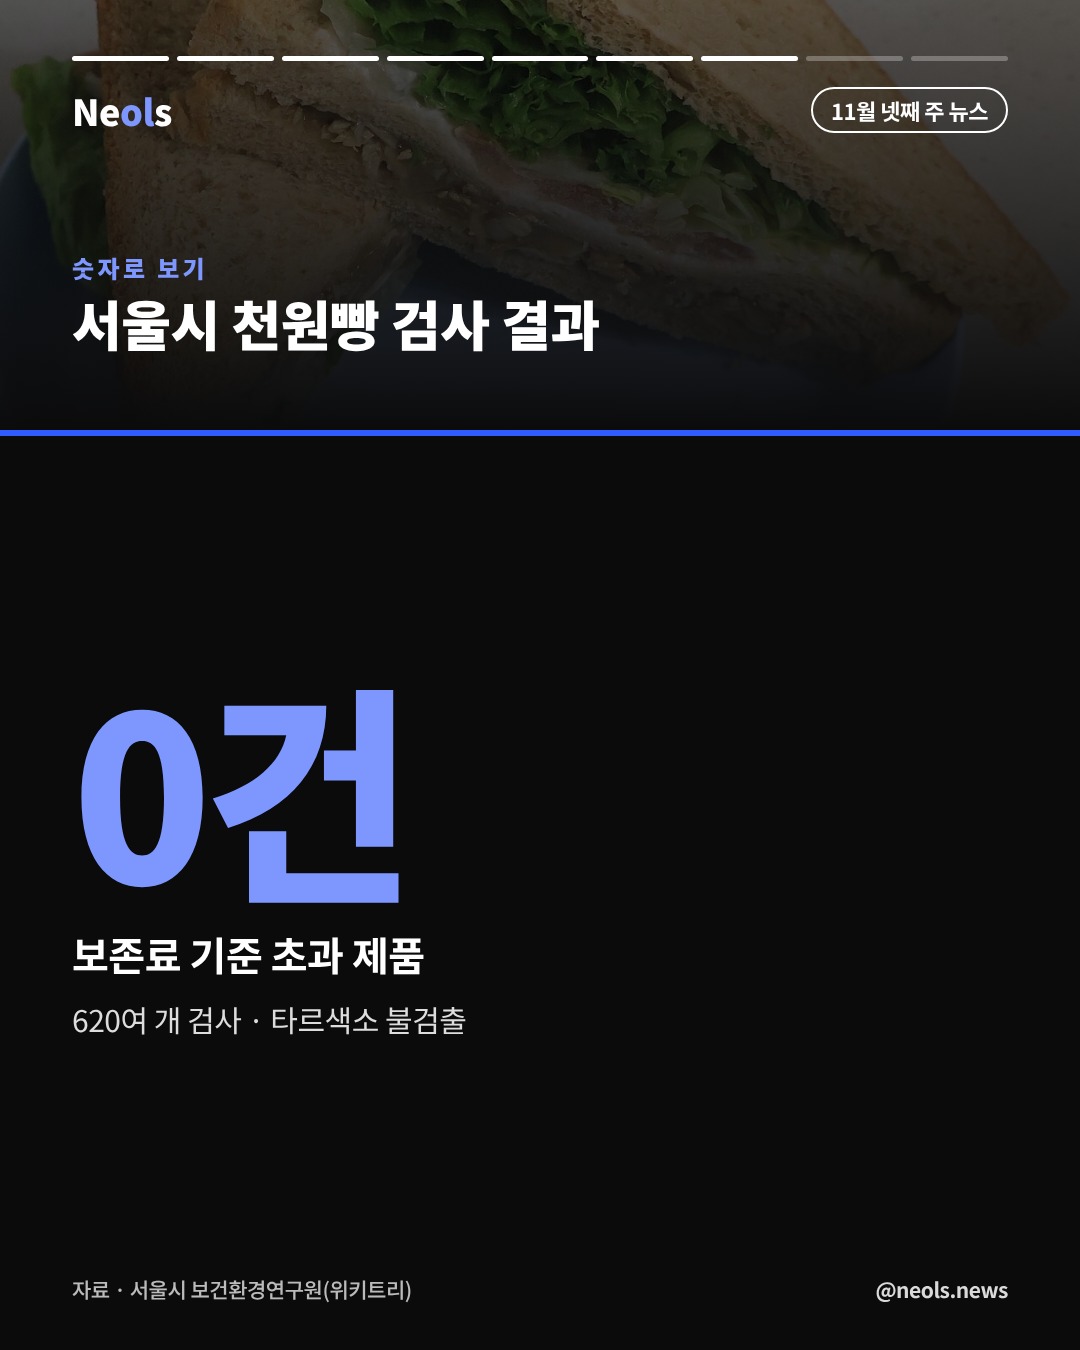 Neols
11월 넷째 주 뉴스
숫자로 보기
서울시 천원빵 검사 결과
0건
보존료 기준 초과 제품
620여 개 검사 · 타르색소 불검출
자료 · 서울시 보건환경연구원(위키트리)
@neols.news